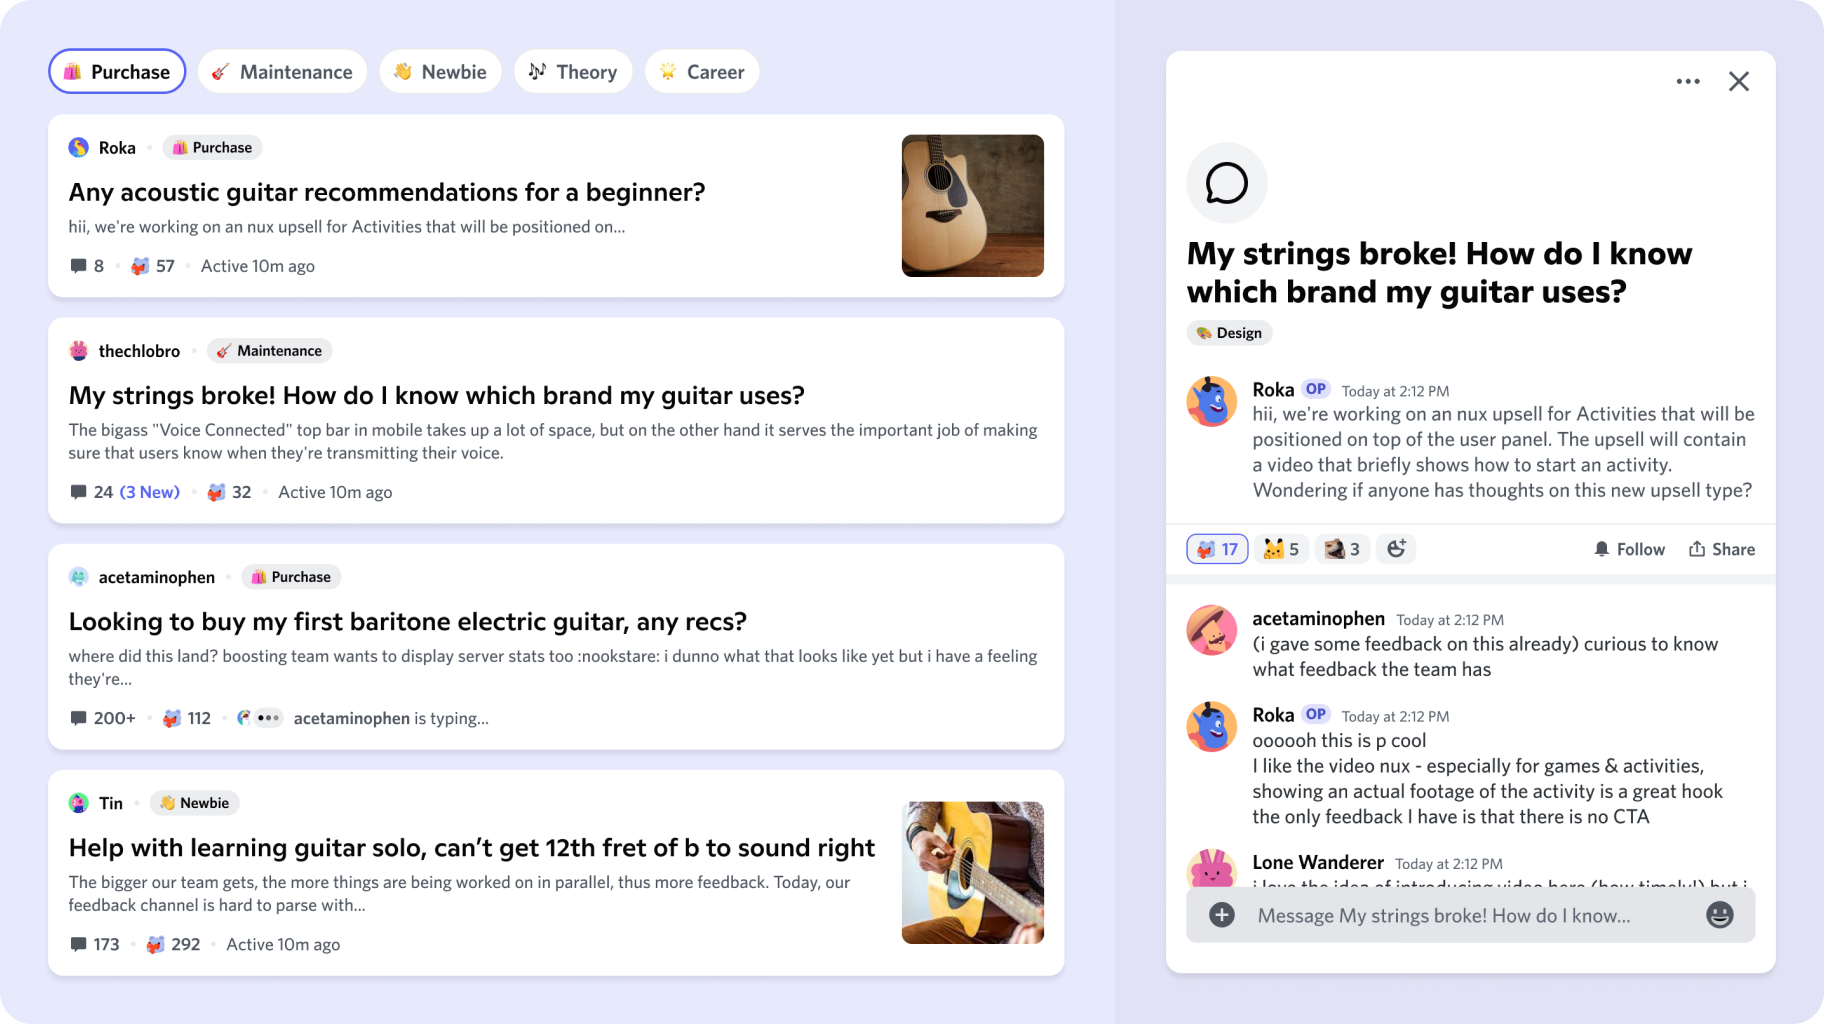 Purchase
Maintenance
Newbie
Theory
Career
Roka
Purchase
Any acoustic guitar recommendations for a beginner?
hii, we're working on an nux upsell for Activities that will be positioned on...
8
57
Active 10m ago
thechlobro
Maintenance
My strings broke! How do I know which brand my guitar uses?
The bigass "Voice Connected" top bar in mobile takes up a lot of space, but on the other hand it serves the important job of making
sure that users know when they're transmitting their voice.
24 (3 New)
32
Active 10m ago
acetaminophen
Purchase
Looking to buy my first baritone electric guitar, any recs?
where did this land? boosting team wants to display server stats too :nookstare: i dunno what that looks like yet but i have a feeling
they're...
200+
112
acetaminophen is typing...
Tin
Newbie
Help with learning guitar solo, can’t get 12th fret of b to sound right
The bigger our team gets, the more things are being worked on in parallel, thus more feedback. Today, our
feedback channel is hard to parse with...
173
292
Active 10m ago
My strings broke! How do I know
which brand my guitar uses?
Design
Roka OP Today at 2:12 PM
hii, we're working on an nux upsell for Activities that will be
positioned on top of the user panel. The upsell will contain
a video that briefly shows how to start an activity.
Wondering if anyone has thoughts on this new upsell type?
17
5
3
Follow
Share
acetaminophen Today at 2:12 PM
(i gave some feedback on this already) curious to know
what feedback the team has
Roka OP Today at 2:12 PM
oooooh this is p cool
I like the video nux - especially for games & activities,
showing an actual footage of the activity is a great hook
the only feedback I have is that there is no CTA
Lone Wanderer Today at 2:12 PM
i love the idea of introducing video here (how timely!) but i
Message My strings broke! How do I know...